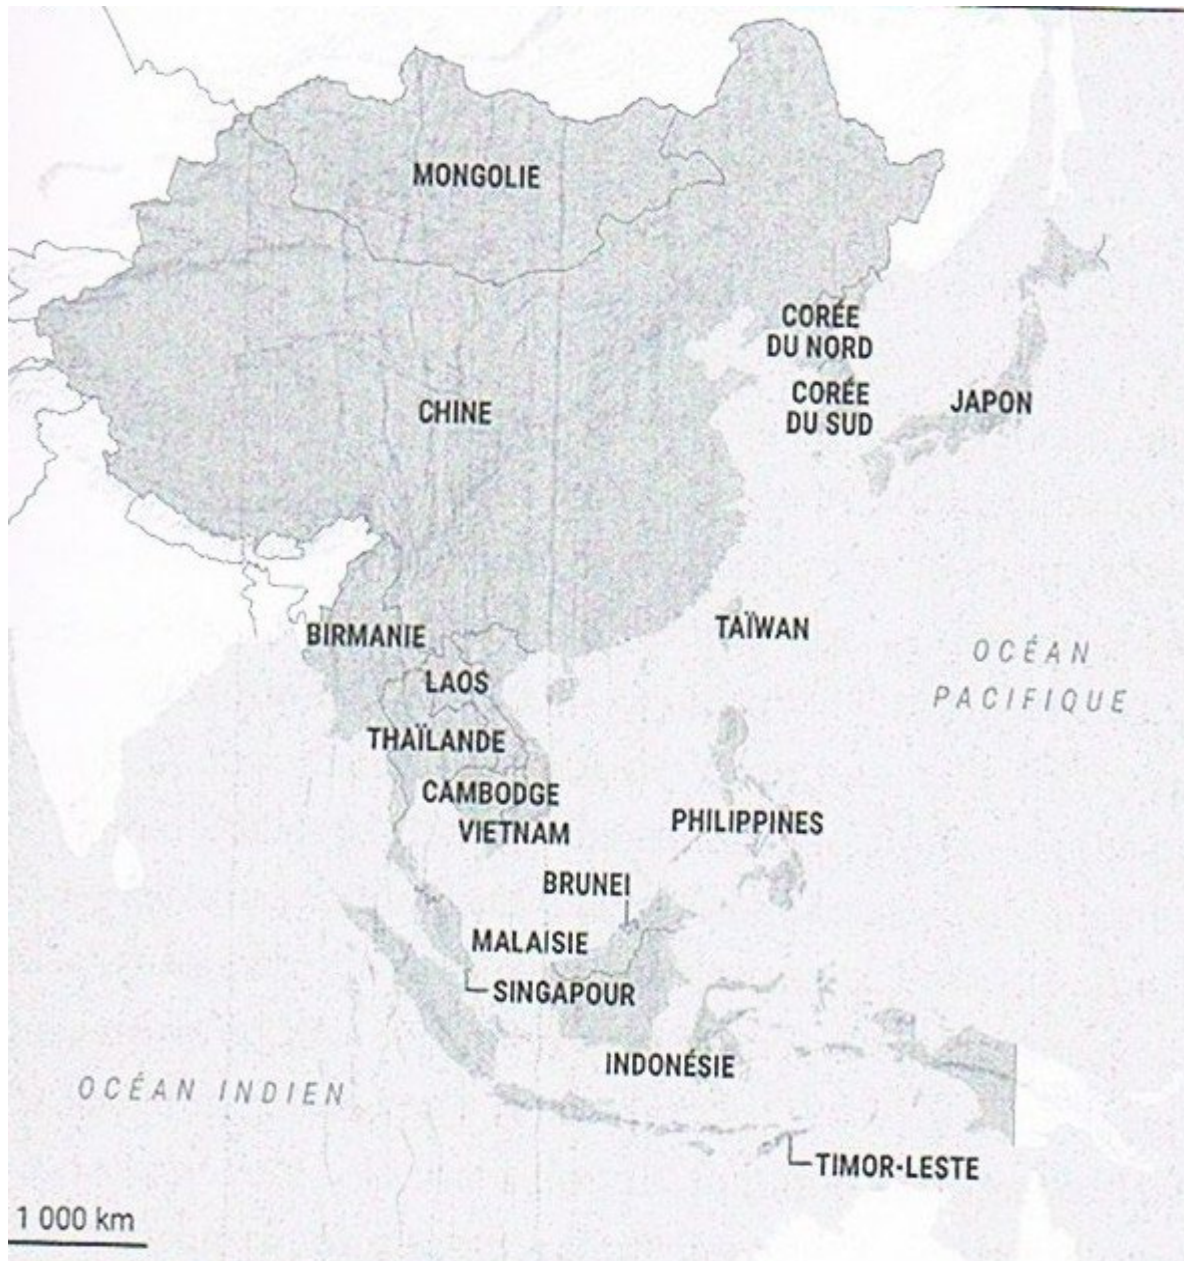 MONGOLIE
CORÉE
DU NORD
CORÉE
DU SUD
JAPON
CHINE
TAÏWAN
BIRMANIE
OCÉAN
PACIFIQUE
LAOS
THAÏLANDE
CAMBODGE
VIETNAM
PHILIPPINES
BRUNEI
MALAISIE
SINGAPOUR
INDONÉSIE
OCÉAN INDIEN
TIMOR-LESTE
1 000 km